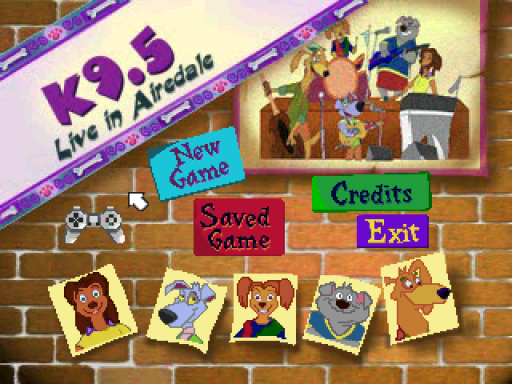 K9.5
Live in Airedale
New
Game
Credits
Saved
Game
Exit